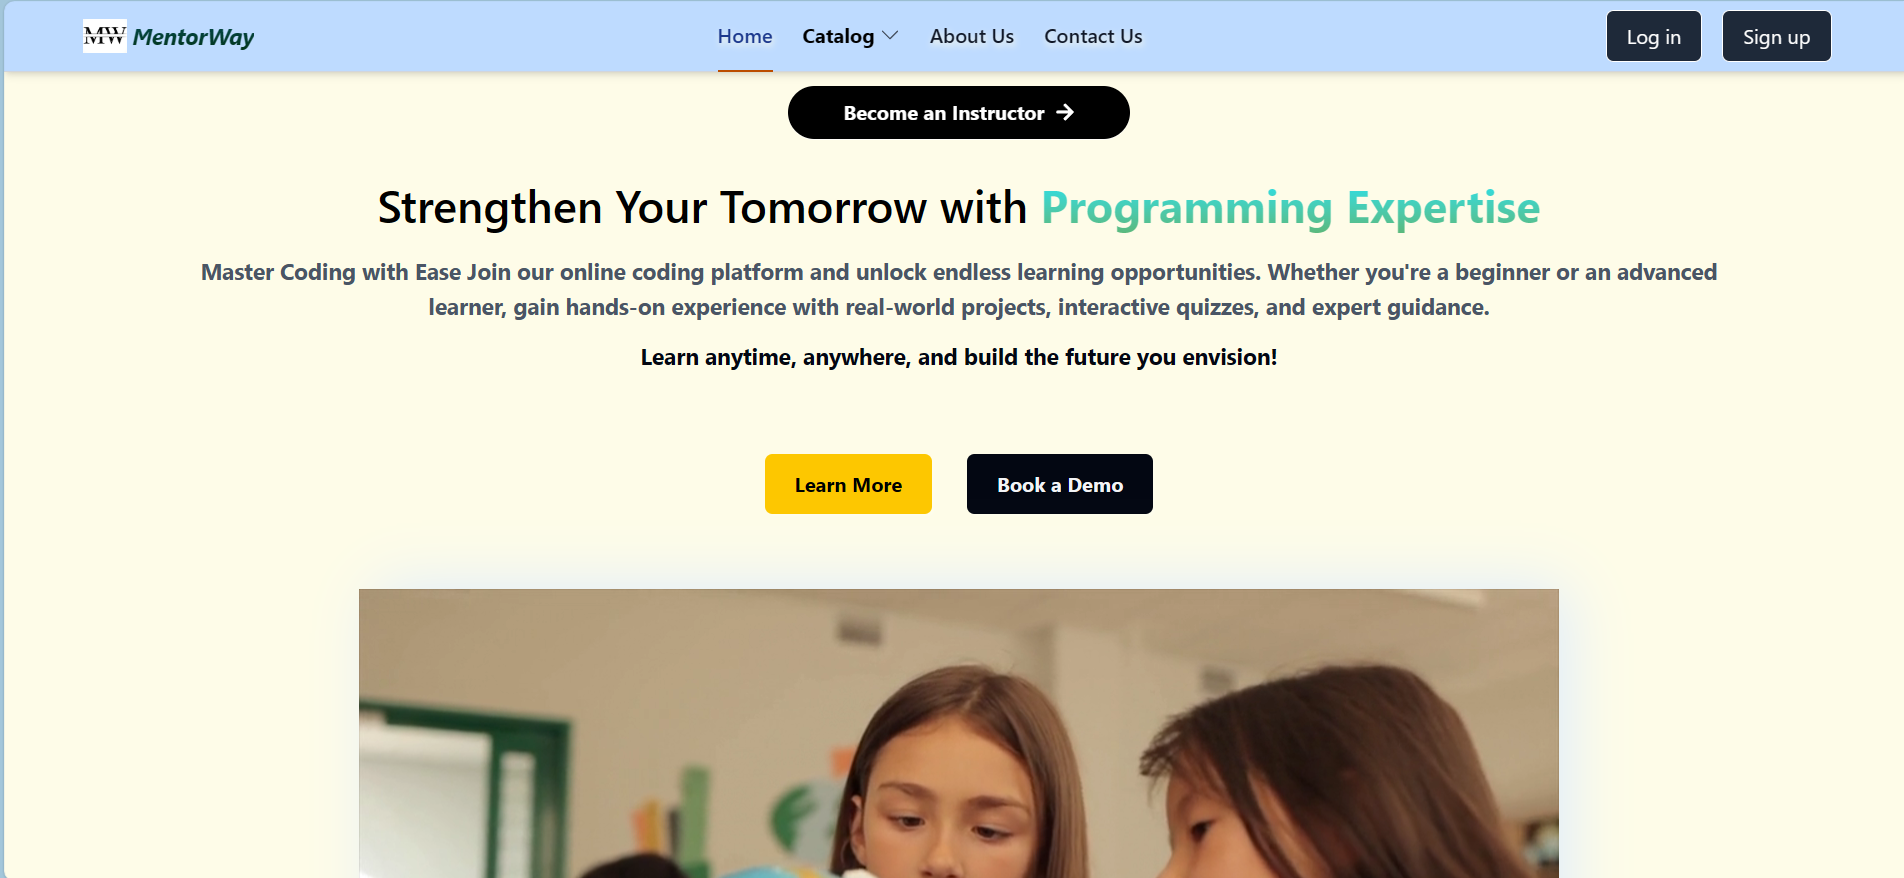 MW MentorWay
Home Catalog About Us Contact Us
Log in Sign up
Become an Instructor
Strengthen Your Tomorrow with Programming Expertise
Master Coding with Ease Join our online coding platform and unlock endless learning opportunities. Whether you're a beginner or an advanced
learner, gain hands-on experience with real-world projects, interactive quizzes, and expert guidance.
Learn anytime, anywhere, and build the future you envision!
Learn More Book a Demo